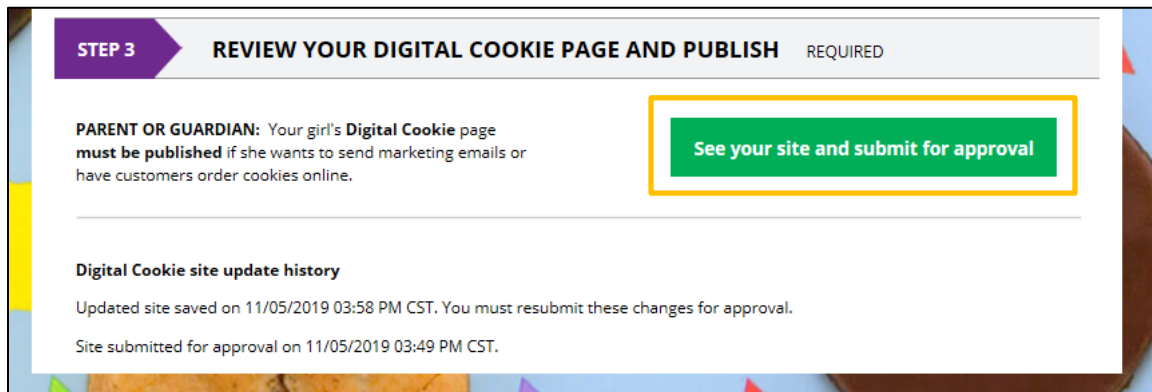 STEP 3 REVIEW YOUR DIGITAL COOKIE PAGE AND PUBLISH REQUIRED
PARENT OR GUARDIAN: Your girl's Digital Cookie page
must be published if she wants to send marketing emails or
have customers order cookies online.
See your site and submit for approval
Digital Cookie site update history
Updated site saved on 11/05/2019 03:58 PM CST. You must resubmit these changes for approval.
Site submitted for approval on 11/05/2019 03:49 PM CST.